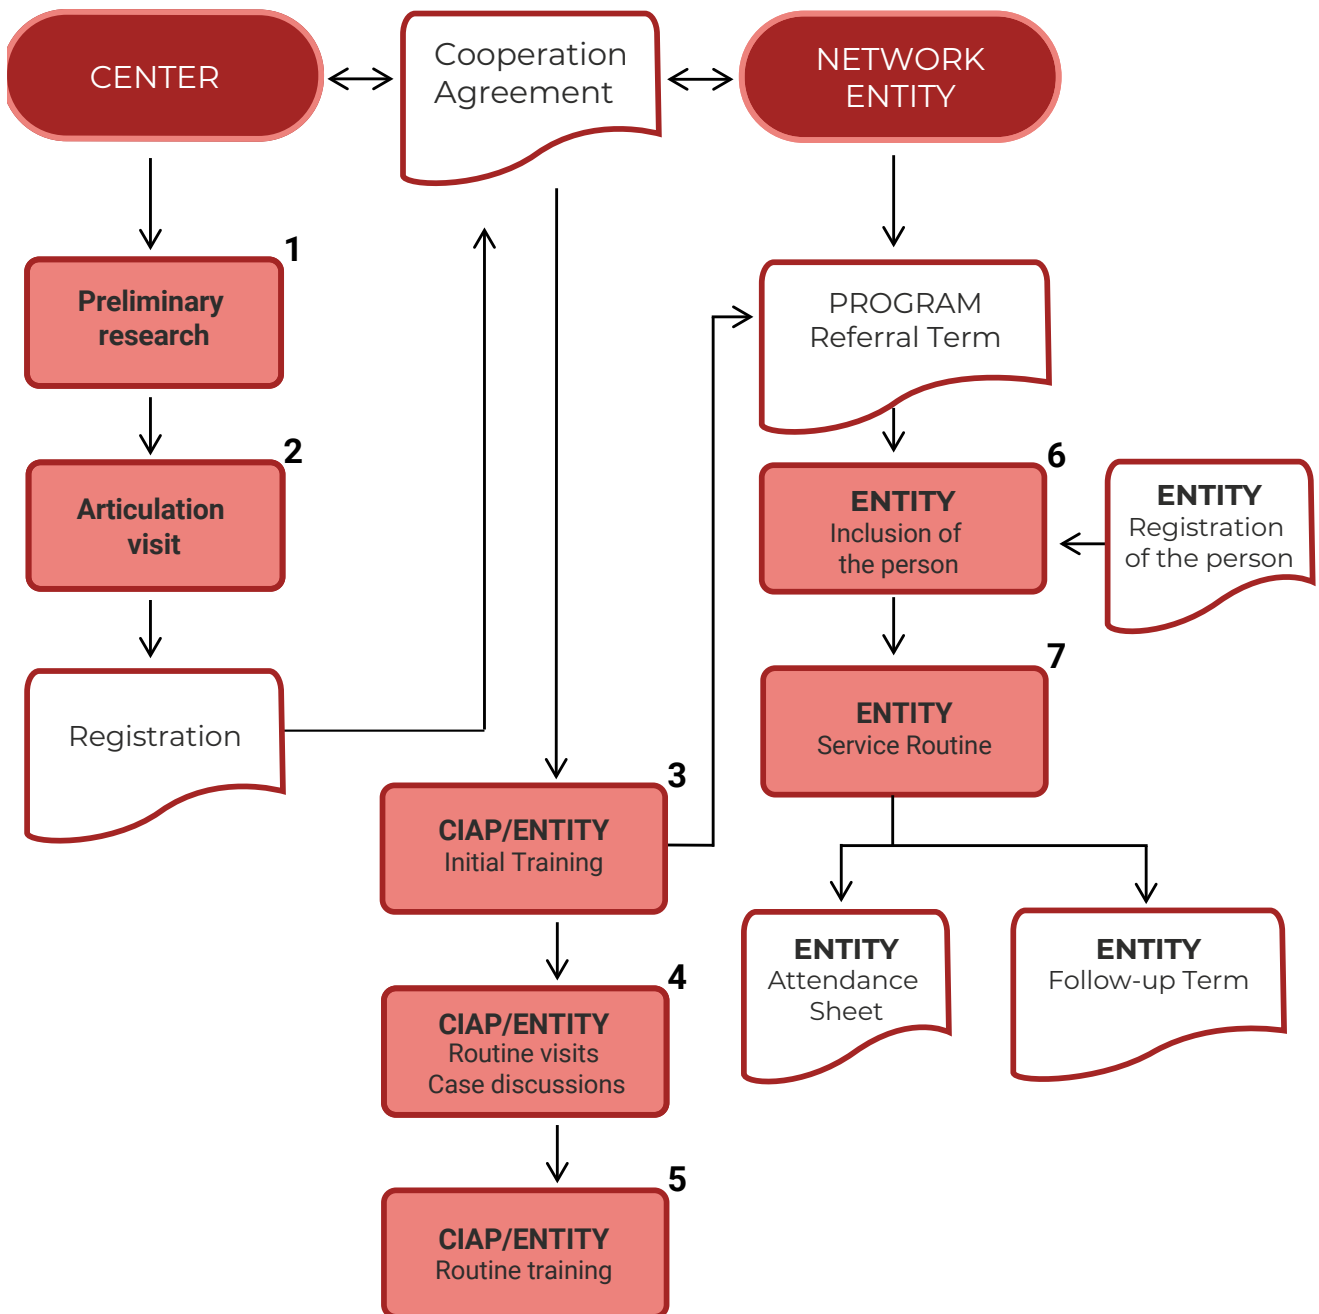 CENTER
Cooperation
Agreement
NETWORK
ENTITY
1
Preliminary
research
2
Articulation
visit
Registration
3
CIAP/ENTITY
Initial Training
4
CIAP/ENTITY
Routine visits
Case discussions
5
CIAP/ENTITY
Routine training
PROGRAM
Referral Term
6
ENTITY
Inclusion of
the person
ENTITY
Registration
of the person
7
ENTITY
Service Routine
ENTITY
Attendance
Sheet
ENTITY
Follow-up Term